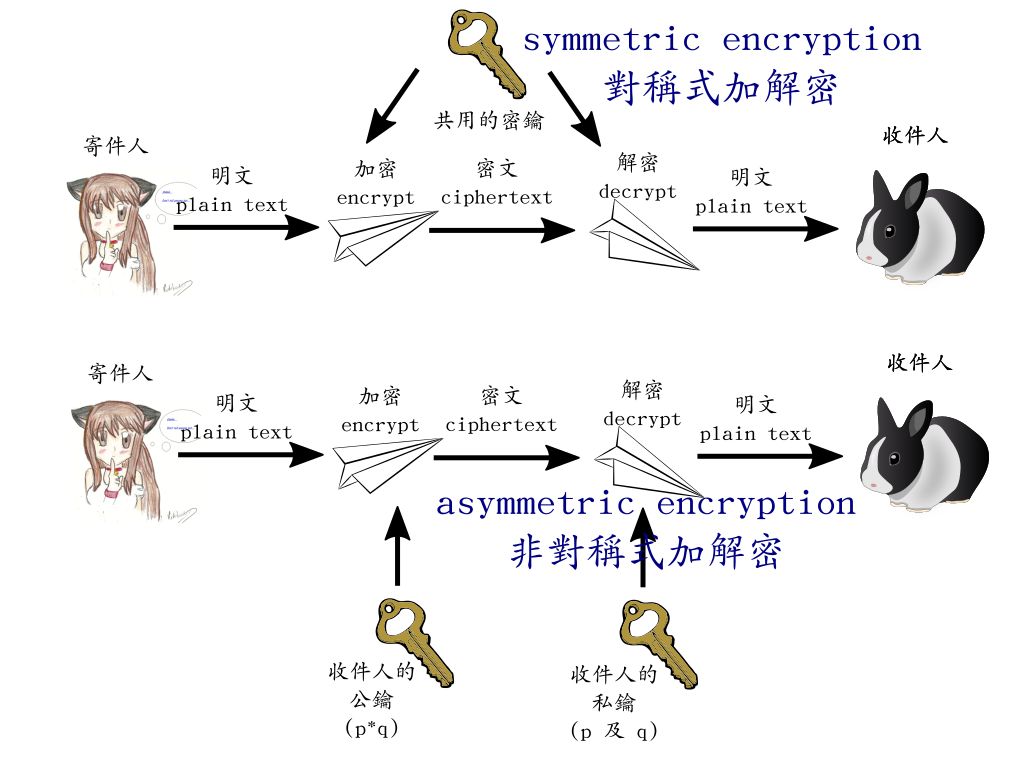 symmetric encryption
對稱式加解密
共用的密鑰
寄件人
明文
plain text
加密
encrypt
密文
ciphertext
解密
decrypt
明文
plain text
收件人
寄件人
明文
plain text
加密
encrypt
密文
ciphertext
解密
decrypt
明文
plain text
收件人
asymmetric encryption
非對稱式加解密
收件人的
公鑰
(p*q)
收件人的
私鑰
(p 及 q)